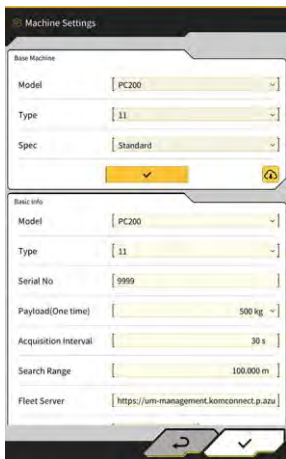 Machine Settings
Base Machine
Model PC200
Type 11
Spec Standard
Basic Info
Model PC200
Type 11
Serial No 9999
Payload(One time) 500 kg
Acquisition Interval 30 s
Search Range 100.000 m
Fleet Server https://um-management.komconnect.p.azu